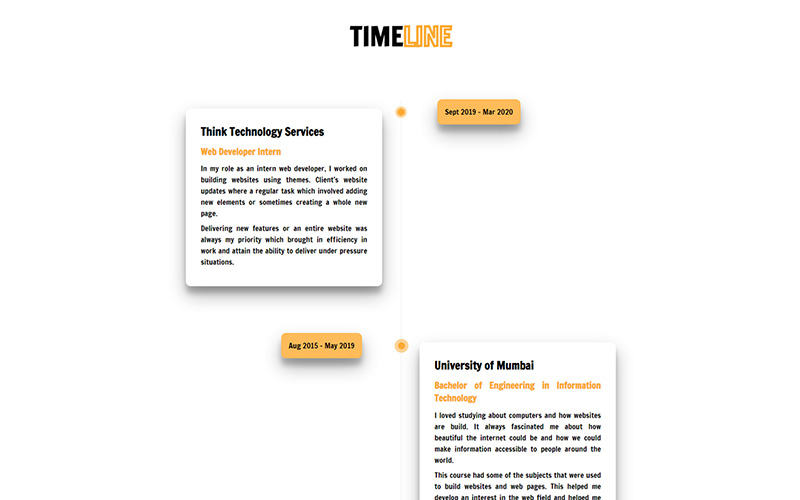 TIMELINE
Sept 2019 - Mar 2020
Think Technology Services
Web Developer Intern
In my role as an intern web developer, I worked on
building websites using themes. Client's website
updates where a regular task which involved adding
new elements or sometimes creating a whole new
page.
Delivering new features or an entire website was
always my priority which brought in efficiency in
work and attain the ability to deliver under pressure
situations.
Aug 2015 - May 2019
University of Mumbai
Bachelor of Engineering in Information
Technology
I loved studying about computers and how websites
are build. It always fascinated me about how
beautiful the internet could be and how we could
make information accessible to people around the
world.
This course had some of the subjects that were used
to build websites and web pages. This helped me
develop an interest in the web field and helped me